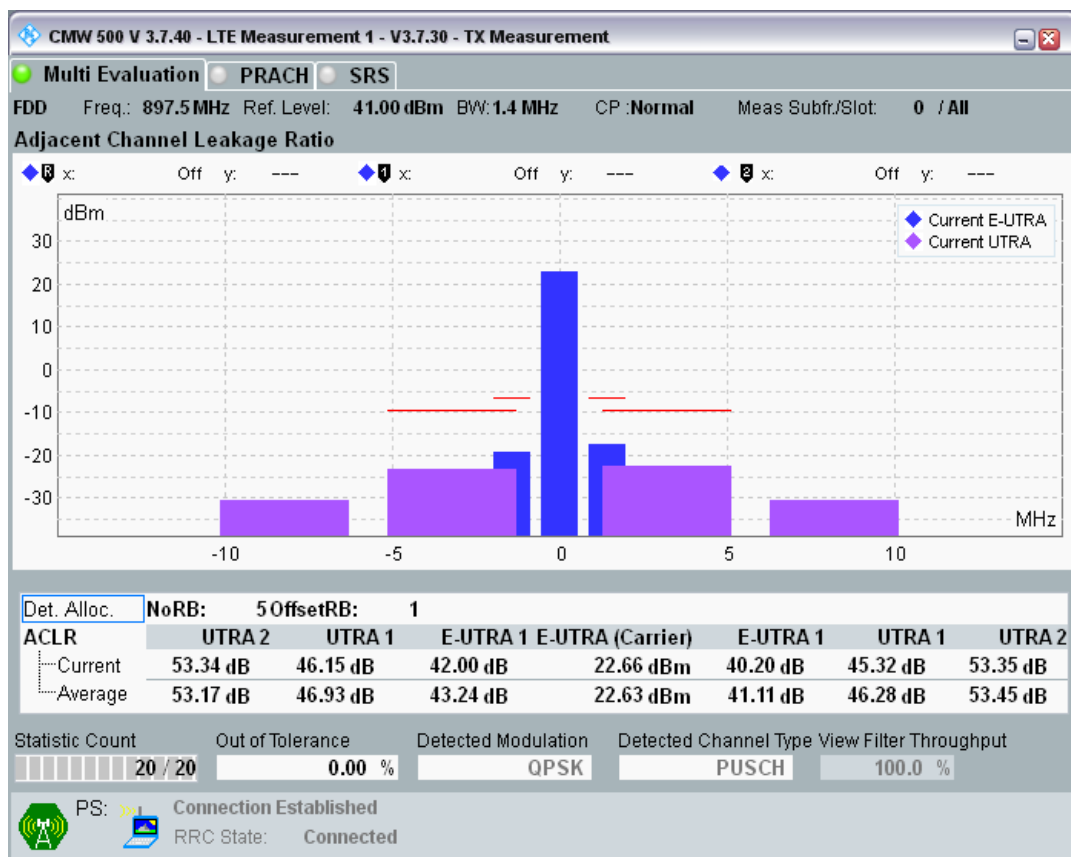 CMW 500 V 3.7.40 - LTE Measurement 1 - V3.7.30 - TX Measurement
Multi Evaluation PRACH SRS
FDD Freq.: 897.5 MHz Ref. Level: 41.00 dBm BW: 1.4 MHz CP :Normal Meas Subfr./Slot: 0 / All
Adjacent Channel Leakage Ratio
R x: Off y: --- 1 x: Off y: --- 2 x: Off y: ---
dBm
Current E-UTRA
Current UTRA
30
20
10
0
-10
-20
-30
MHz
-10 -5 0 5 10
Det. Alloc. NoRB: 5 OffsetRB: 1
ACLR UTRA 2 UTRA 1 E-UTRA 1 E-UTRA (Carrier) E-UTRA 1 UTRA 1 UTRA 2
Current 53.34 dB 46.15 dB 42.00 dB 22.66 dBm 40.20 dB 45.32 dB 53.35 dB
Average 53.17 dB 46.93 dB 43.24 dB 22.63 dBm 41.11 dB 46.28 dB 53.45 dB
Statistic Count Out of Tolerance Detected Modulation Detected Channel Type View Filter Throughput
20 / 20 0.00 % QPSK PUSCH 100.0 %
PS: Connection Established
RRC State: Connected